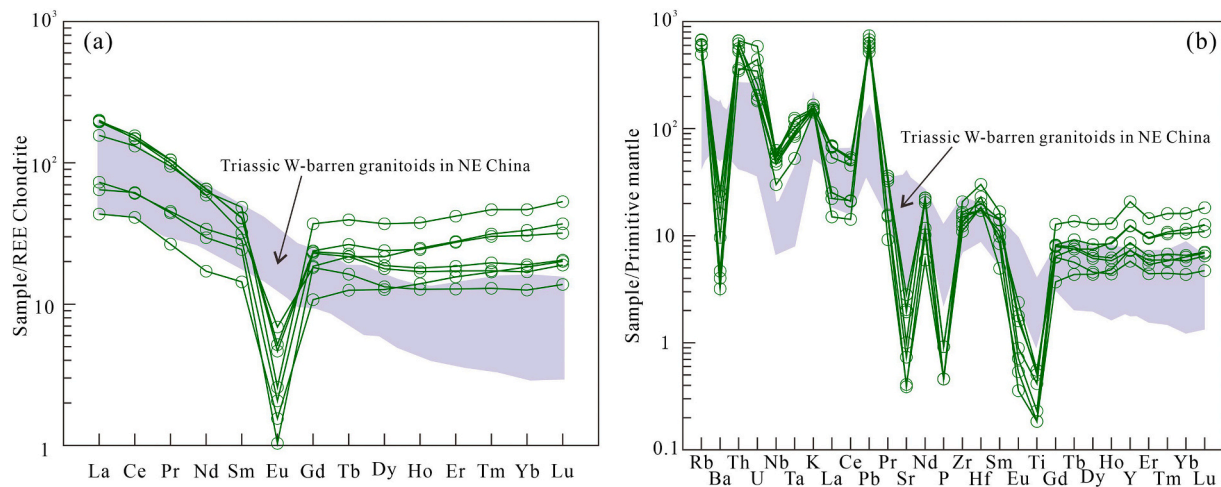 (a)
Sample/REE Chondrite
10³
10²
10
1
Triassic W-barren granitoids in NE China
La Ce Pr Nd Sm Eu Gd Tb Dy Ho Er Tm Yb Lu
(b)
Sample/Primitive mantle
10³
10²
10
1
0.1
Triassic W-barren granitoids in NE China
Rb Th Nb K Ce Pr Nd Zr Sm Ti Tb Ho Er Yb
Ba U Ta La Pb Sr P Hf Eu Gd Dy Y Tm Lu